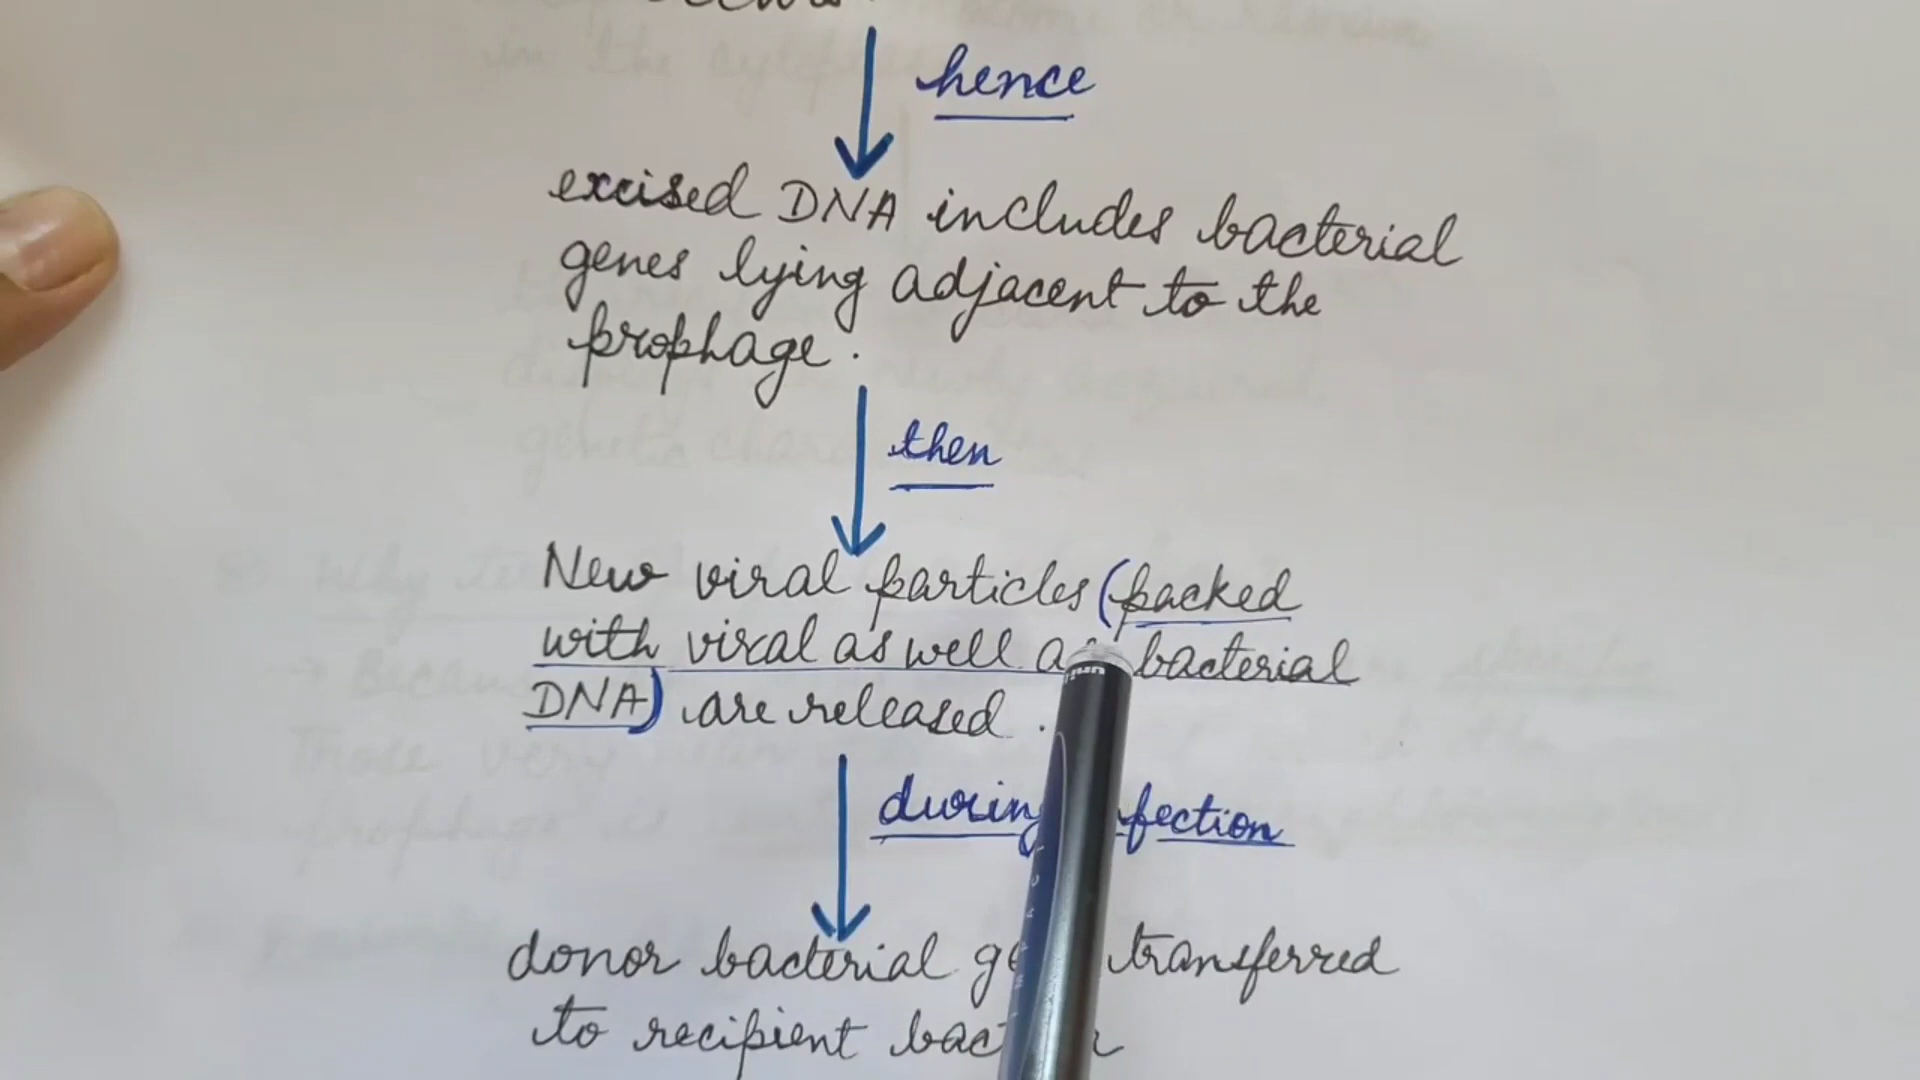 hence
excised DNA includes bacterial
genes lying adjacent to the
prophage.
then
New viral particles (packed
with viral as well as bacterial
DNA) are released.
during fection
donor bacterial transferred
to recipient